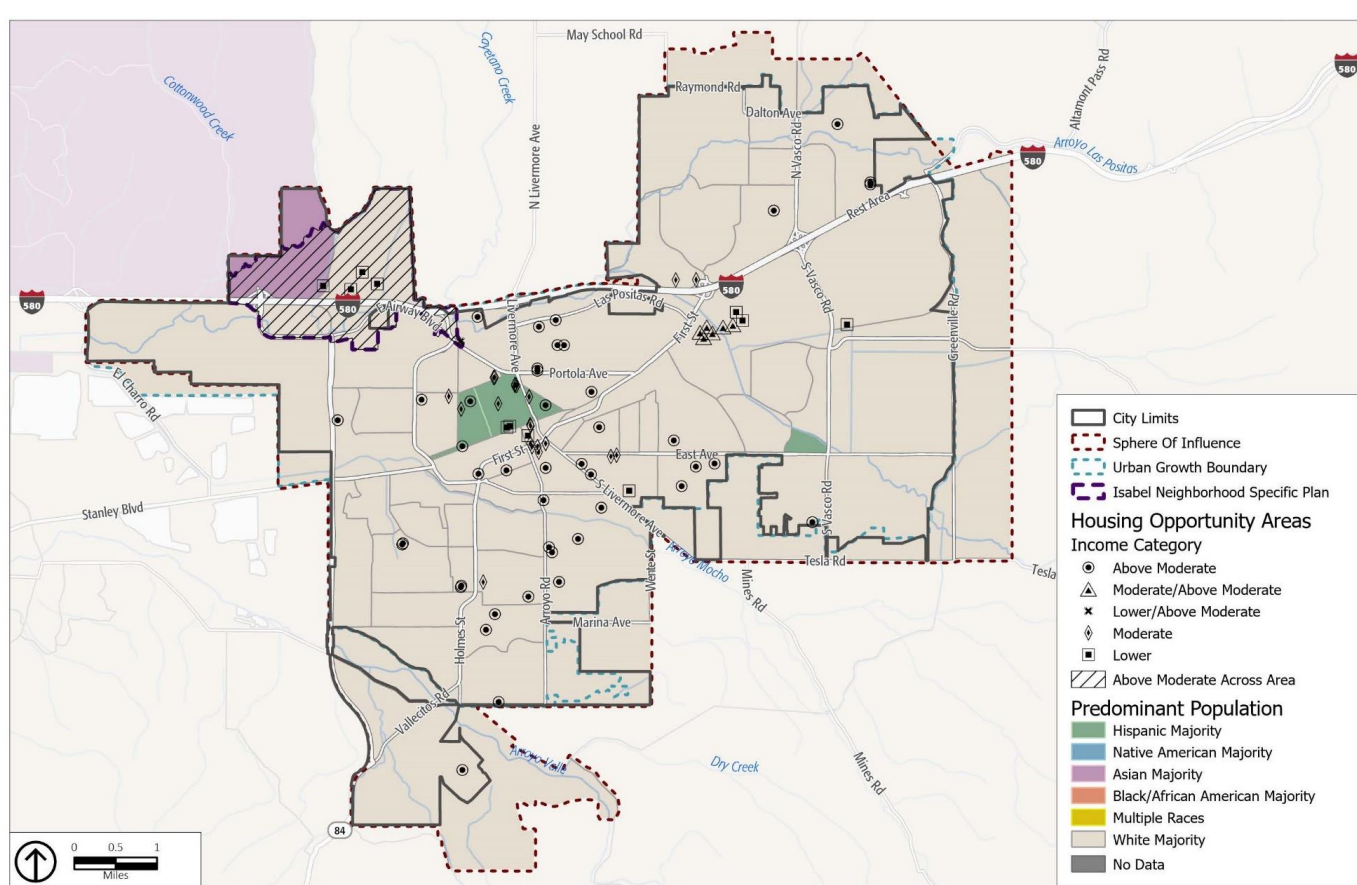 May School Rd
Cayetano Creek
Cottonwood Creek
N Livermore Ave
Raymond Rd
Dalton Ave
N Vasco Rd
Altamont Pass Rd
580
Arroyo Las Positas
580
Rest Area
580
580
580
E Airway Blvd
Livermore Ave
Las Positas Rd
First St
S Vasco Rd
Greenville Rd
El Charro Rd
Portola Ave
First St
East Ave
Stanley Blvd
S Livermore Ave
S Vasco Rd
Tesla Rd
Tesla
Arroyo Mocho
Wente St
Mines Rd
Arroyo Rd
Marina Ave
Holmes St
Vallecitos Rd
Arroyo Valle
Dry Creek
Mines Rd
84
0 0.5 1
Miles
City Limits
Sphere Of Influence
Urban Growth Boundary
Isabel Neighborhood Specific Plan
Housing Opportunity Areas
Income Category
Above Moderate
Moderate/Above Moderate
Lower/Above Moderate
Moderate
Lower
Above Moderate Across Area
Predominant Population
Hispanic Majority
Native American Majority
Asian Majority
Black/African American Majority
Multiple Races
White Majority
No Data